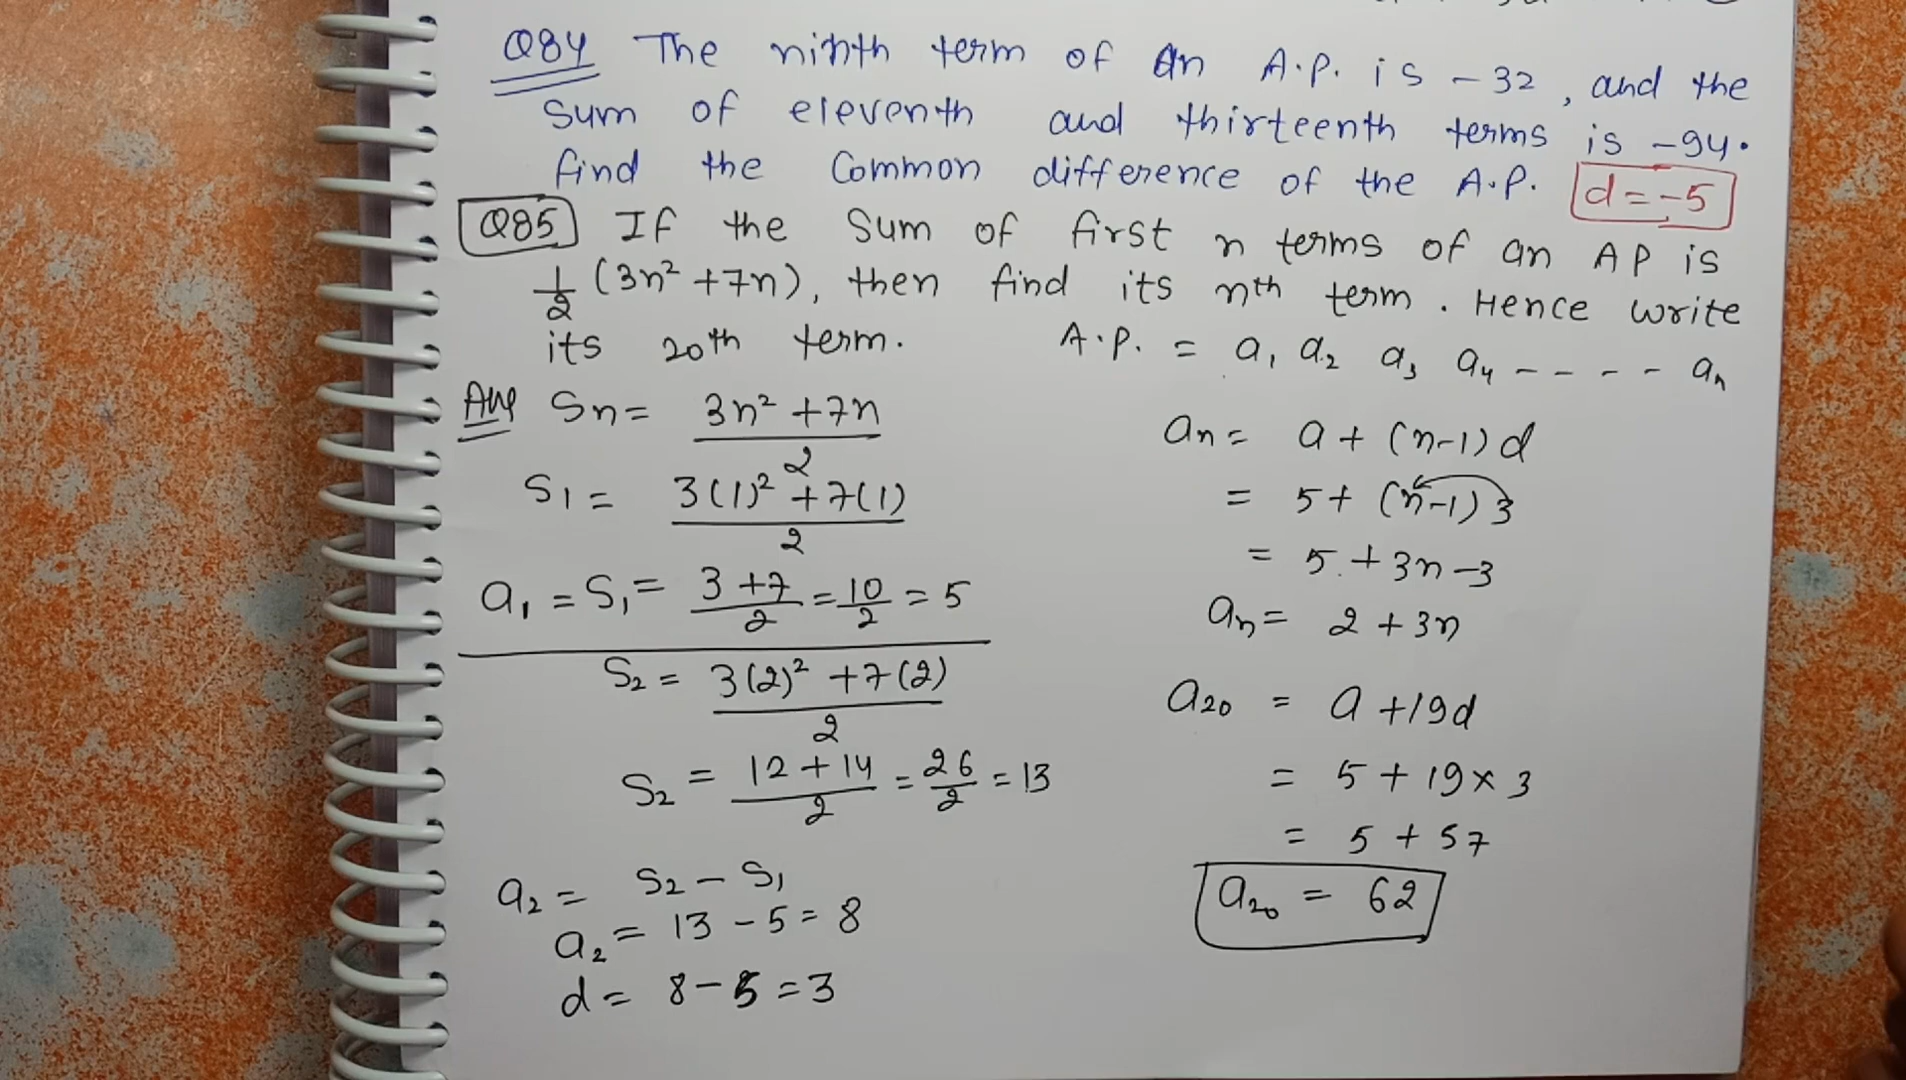 Q84 The ninth term of an A.P. is -32, and the
sum of eleventh and thirteenth terms is -94.
find the Common difference of the A.P. d=-5
Q85 If the Sum of first n terms of an AP is
1/2 (3n² +7n), then find its nth term. Hence write
its 20th term.
A.P. = a₁ a₂ a₃ a₄ - - - - aₙ
Ans Sn = (3n² +7n)/2
S1 = (3(1)² +7(1))/2
a₁ = S₁ = (3+7)/2 = 10/2 = 5
S₂ = (3(2)² +7(2))/2
S₂ = (12+14)/2 = 26/2 = 13
a₂ = S₂ - S₁
a₂ = 13 - 5 = 8
d = 8-5 = 3
an = a + (n-1)d
= 5+ (n-1)3
= 5 + 3n -3
an = 2 + 3n
a20 = a +19d
= 5 + 19 × 3
= 5 + 57
a20 = 62